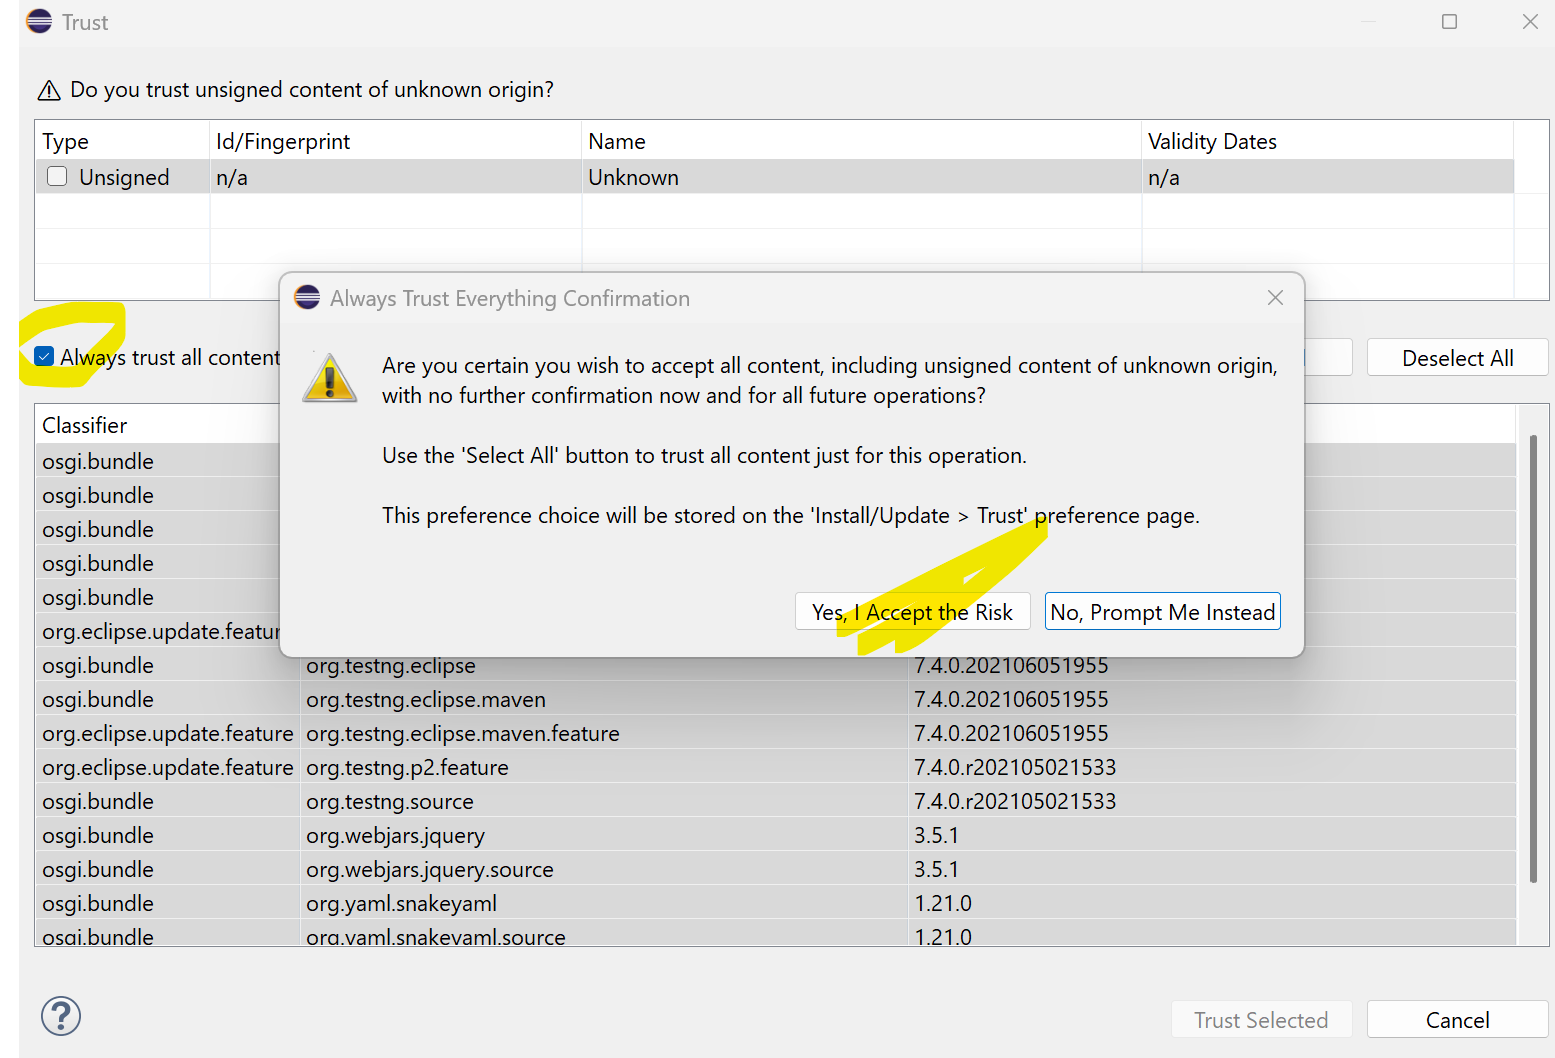 Trust
Do you trust unsigned content of unknown origin?
Type Id/Fingerprint Name Validity Dates
Unsigned n/a Unknown n/a
Always Trust Everything Confirmation
Are you certain you wish to accept all content, including unsigned content of unknown origin,
with no further confirmation now and for all future operations?
Use the 'Select All' button to trust all content just for this operation.
This preference choice will be stored on the 'Install/Update > Trust' preference page.
Yes, I Accept the Risk No, Prompt Me Instead
Always trust all content Deselect All
Classifier
osgi.bundle
osgi.bundle
osgi.bundle
osgi.bundle
osgi.bundle
org.eclipse.update.featur
osgi.bundle org.testng.eclipse 7.4.0.202106051955
osgi.bundle org.testng.eclipse.maven 7.4.0.202106051955
org.eclipse.update.feature org.testng.eclipse.maven.feature 7.4.0.202106051955
org.eclipse.update.feature org.testng.p2.feature 7.4.0.r202105021533
osgi.bundle org.testng.source 7.4.0.r202105021533
osgi.bundle org.webjars.jquery 3.5.1
osgi.bundle org.webjars.jquery.source 3.5.1
osgi.bundle org.yaml.snakeyaml 1.21.0
osgi.bundle org.yaml.snakeyaml.source 1.21.0
? Trust Selected Cancel